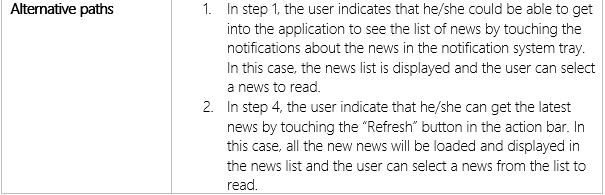 Alternative paths
1. In step 1, the user indicates that he/she could be able to get
into the application to see the list of news by touching the
notifications about the news in the notification system tray.
In this case, the news list is displayed and the user can select
a news to read.
2. In step 4, the user indicate that he/she can get the latest
news by touching the “Refresh” button in the action bar. In
this case, all the new news will be loaded and displayed in
the news list and the user can select a news from the list to
read.